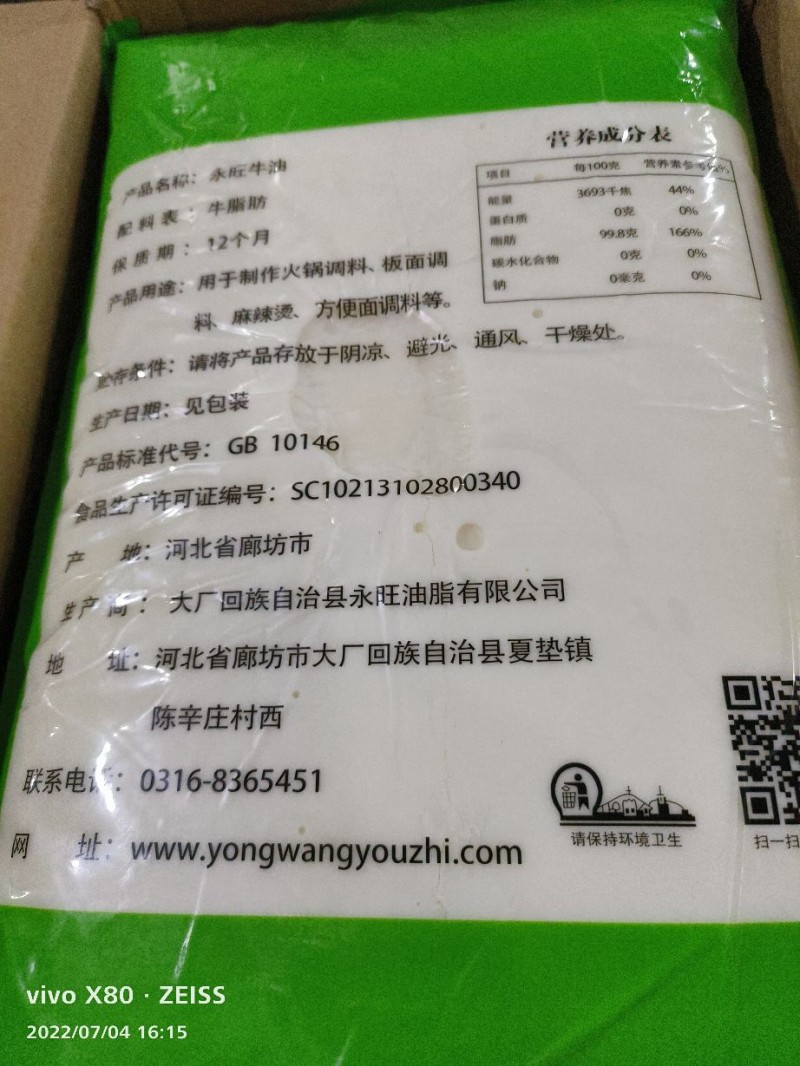 产品名称：永旺牛油
配料表：牛脂肪
保质期：12个月
产品用途：用于制作火锅调料、板面调
料、麻辣烫、方便面调料等。
贮存条件：请将产品存放于阴凉、避光、通风、干燥处。
生产日期：见包装
产品标准代号：GB 10146
食品生产许可证编号：SC10213102800340
产 地：河北省廊坊市
生产商：大厂回族自治县永旺油脂有限公司
地 址：河北省廊坊市大厂回族自治县夏垫镇
陈辛庄村西
联系电话：0316-8365451
网 址：www.yongwangyouzhi.com
营养成分表
项目 每100克 营养素参考值%
能量 3693千焦 44%
蛋白质 0克 0%
脂肪 99.8克 166%
碳水化合物 0克 0%
钠 0毫克 0%
请保持环境卫生
扫一扫
vivo X80 · ZEISS
2022/07/04 16:15